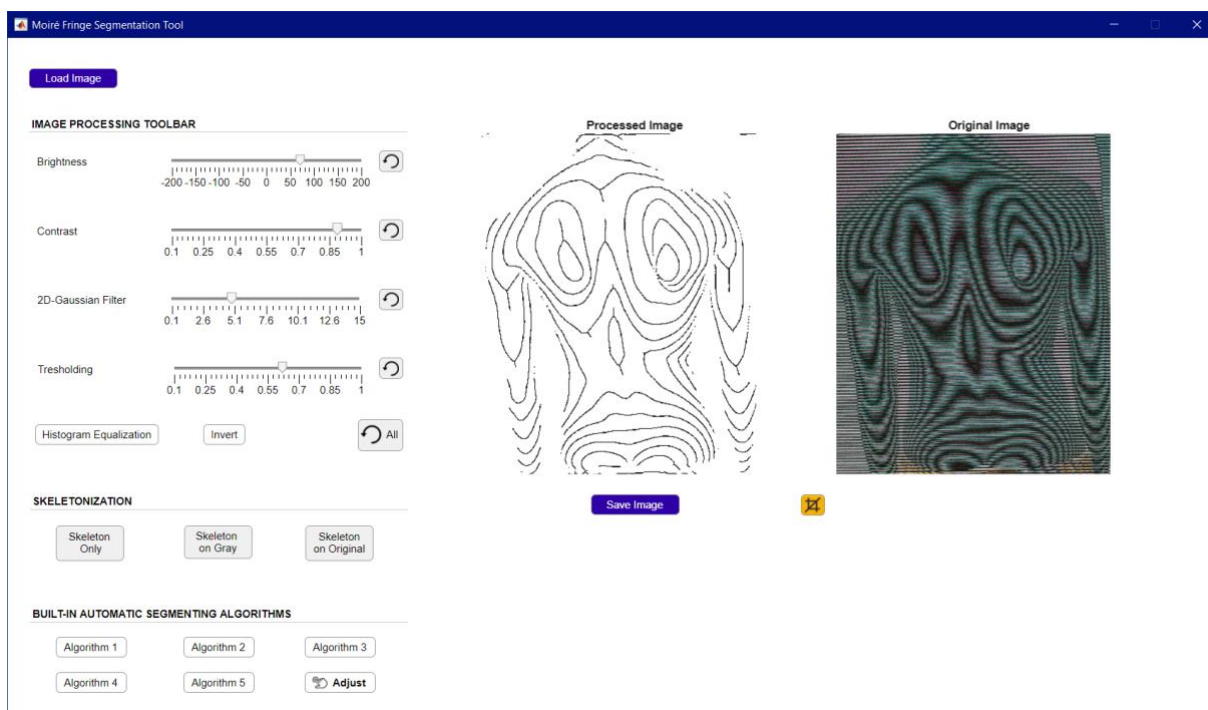 Moiré Fringe Segmentation Tool
Load Image
IMAGE PROCESSING TOOLBAR
Brightness
-200 -150 -100 -50 0 50 100 150 200
Contrast
0.1 0.25 0.4 0.55 0.7 0.85 1
2D-Gaussian Filter
0.1 2.6 5.1 7.6 10.1 12.6 15
Tresholding
0.1 0.25 0.4 0.55 0.7 0.85 1
Histogram Equalization
Invert
All
SKELETONIZATION
Skeleton
Only
Skeleton
on Gray
Skeleton
on Original
BUILT-IN AUTOMATIC SEGMENTING ALGORITHMS
Algorithm 1
Algorithm 2
Algorithm 3
Algorithm 4
Algorithm 5
Adjust
Processed Image
Original Image
Save Image